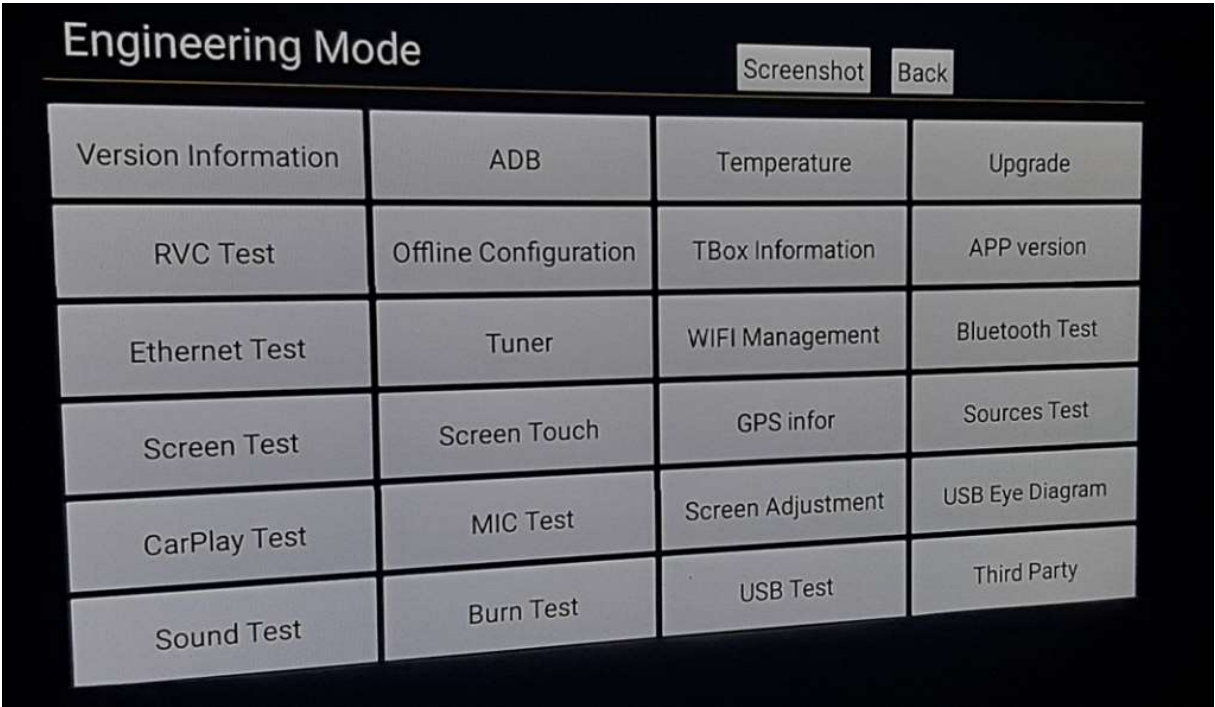 Engineering Mode
Screenshot Back
Version Information ADB Temperature Upgrade
RVC Test Offline Configuration TBox Information APP version
Ethernet Test Tuner WIFI Management Bluetooth Test
Screen Test Screen Touch GPS infor Sources Test
CarPlay Test MIC Test Screen Adjustment USB Eye Diagram
Sound Test Burn Test USB Test Third Party